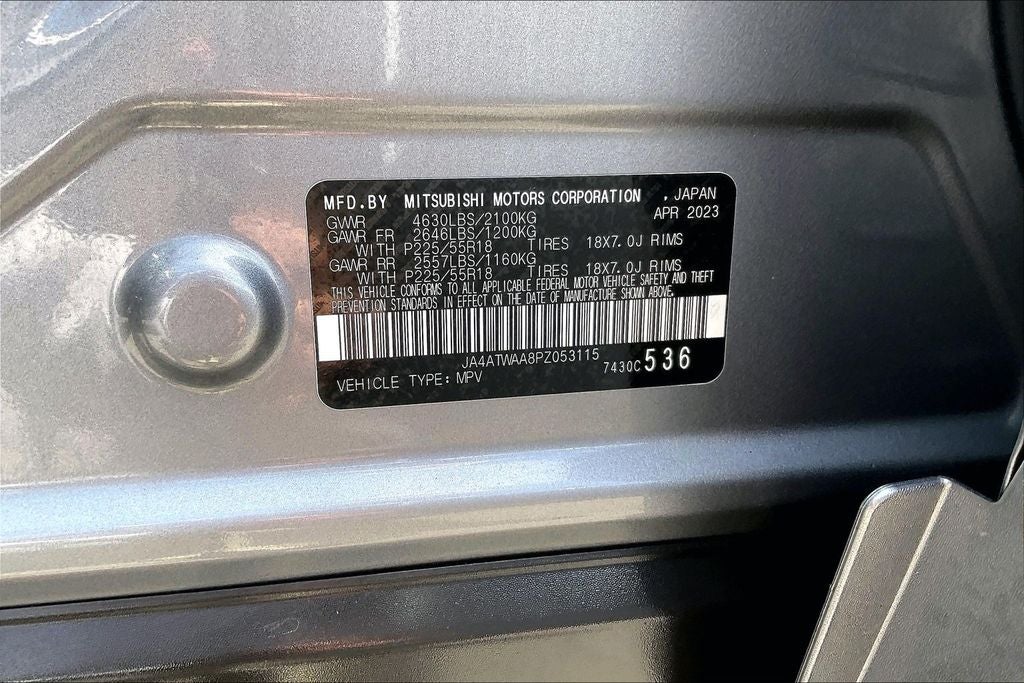 MFD.BY MITSUBISHI MOTORS CORPORATION , JAPAN
APR 2023
GWWR 4630LBS/2100KG
GAWR FR 2646LBS/1200KG
WITH P225/55R18 TIRES 18X7.0J RIMS
GAWR RR 2557LBS/1160KG
WITH P225/55R18 TIRES 18X7.0J RIMS
THIS VEHICLE CONFORMS TO ALL APPLICABLE FEDERAL MOTOR VEHICLE SAFETY AND THEFT
PREVENTION STANDARDS IN EFFECT ON THE DATE OF MANUFACTURE SHOWN ABOVE.
JA4ATWAA8PZ053115
7430C 536
VEHICLE TYPE: MPV